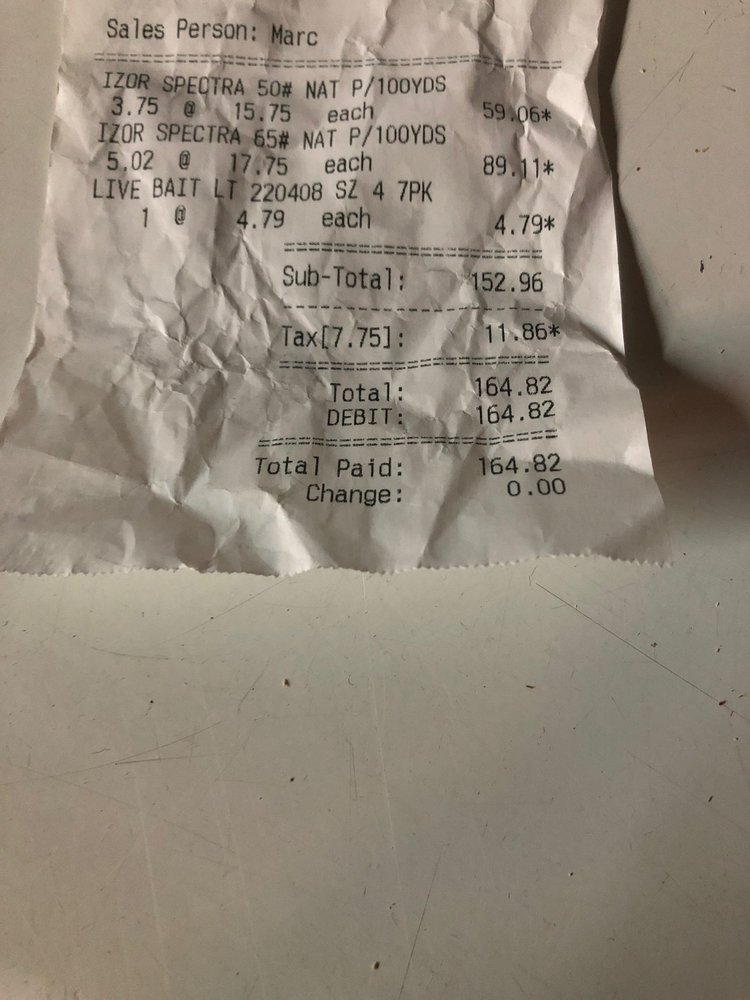 Sales Person: Marc
IZOR SPECTRA 50# NAT P/100YDS
3.75 @ 15.75 each 59.06*
IZOR SPECTRA 65# NAT P/100YDS
5.02 @ 17.75 each 89.11*
LIVE BAIT LT 220408 SZ 4 7PK
1 @ 4.79 each 4.79*
Sub-Total: 152.96
Tax[7.75]: 11.86*
Total: 164.82
DEBIT: 164.82
Total Paid: 164.82
Change: 0.00